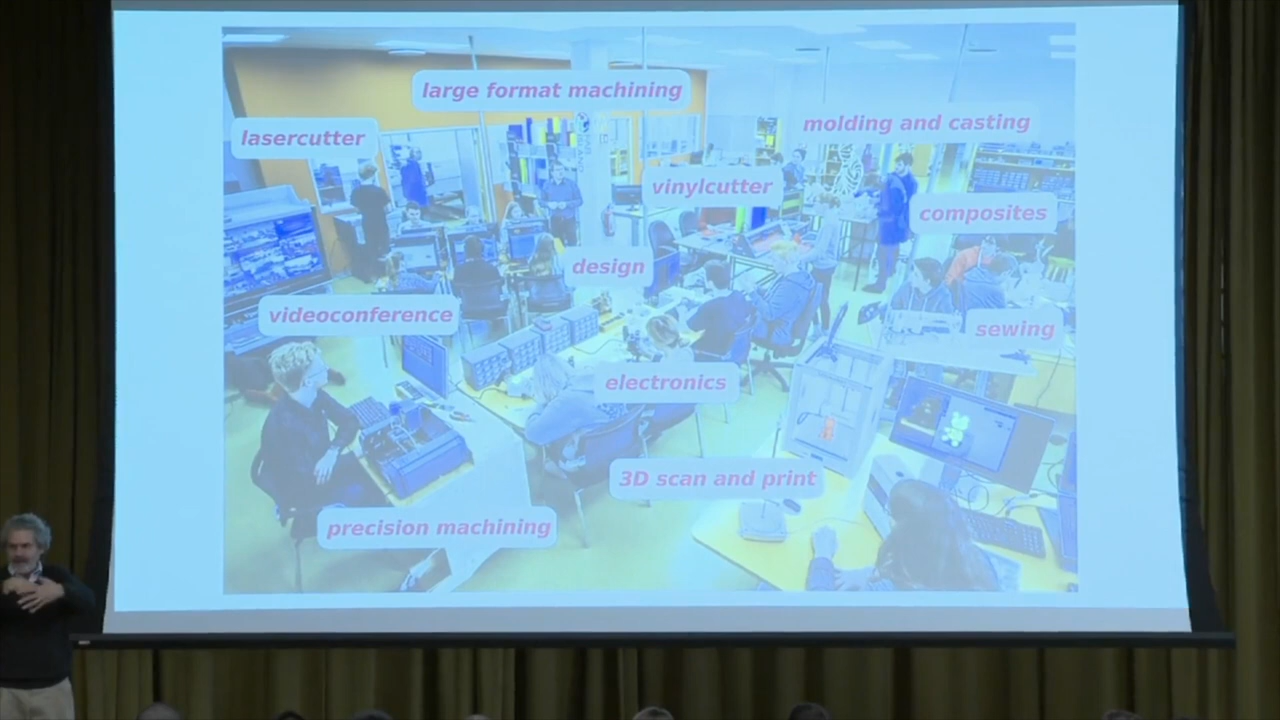 large format machining
lasercutter
molding and casting
vinylcutter
composites
design
videoconference
sewing
electronics
3D scan and print
precision machining